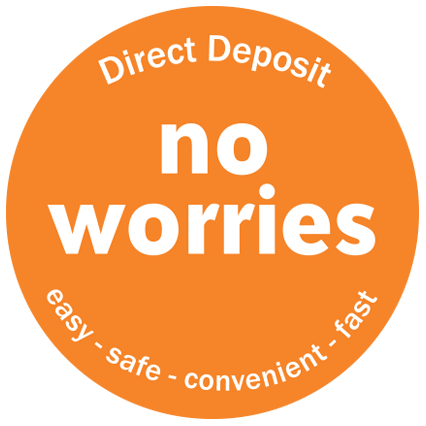 Direct Deposit
no
worries
easy - safe - convenient - fast